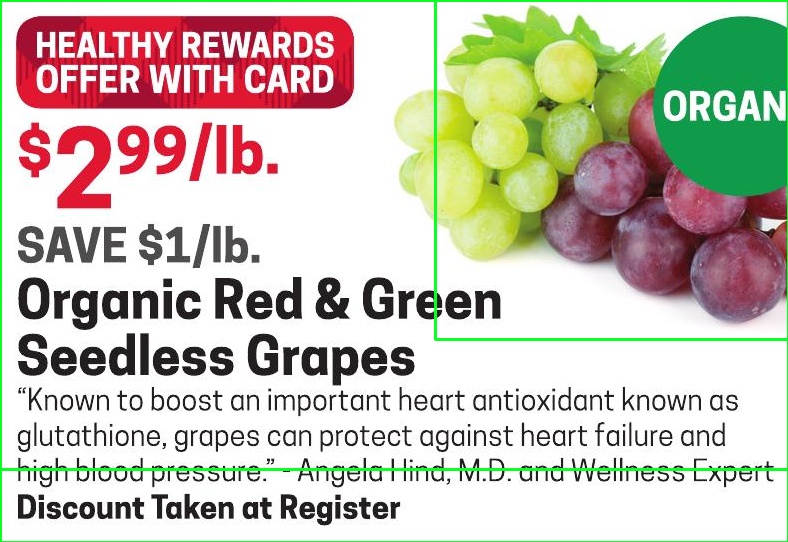 HEALTHY REWARDS
OFFER WITH CARD
$2.99/lb.
SAVE $1/lb.
ORGAN
Organic Red & Green
Seedless Grapes
“Known to boost an important heart antioxidant known as
glutathione, grapes can protect against heart failure and
high blood pressure.” - Angela Hind, M.D. and Wellness Expert
Discount Taken at Register